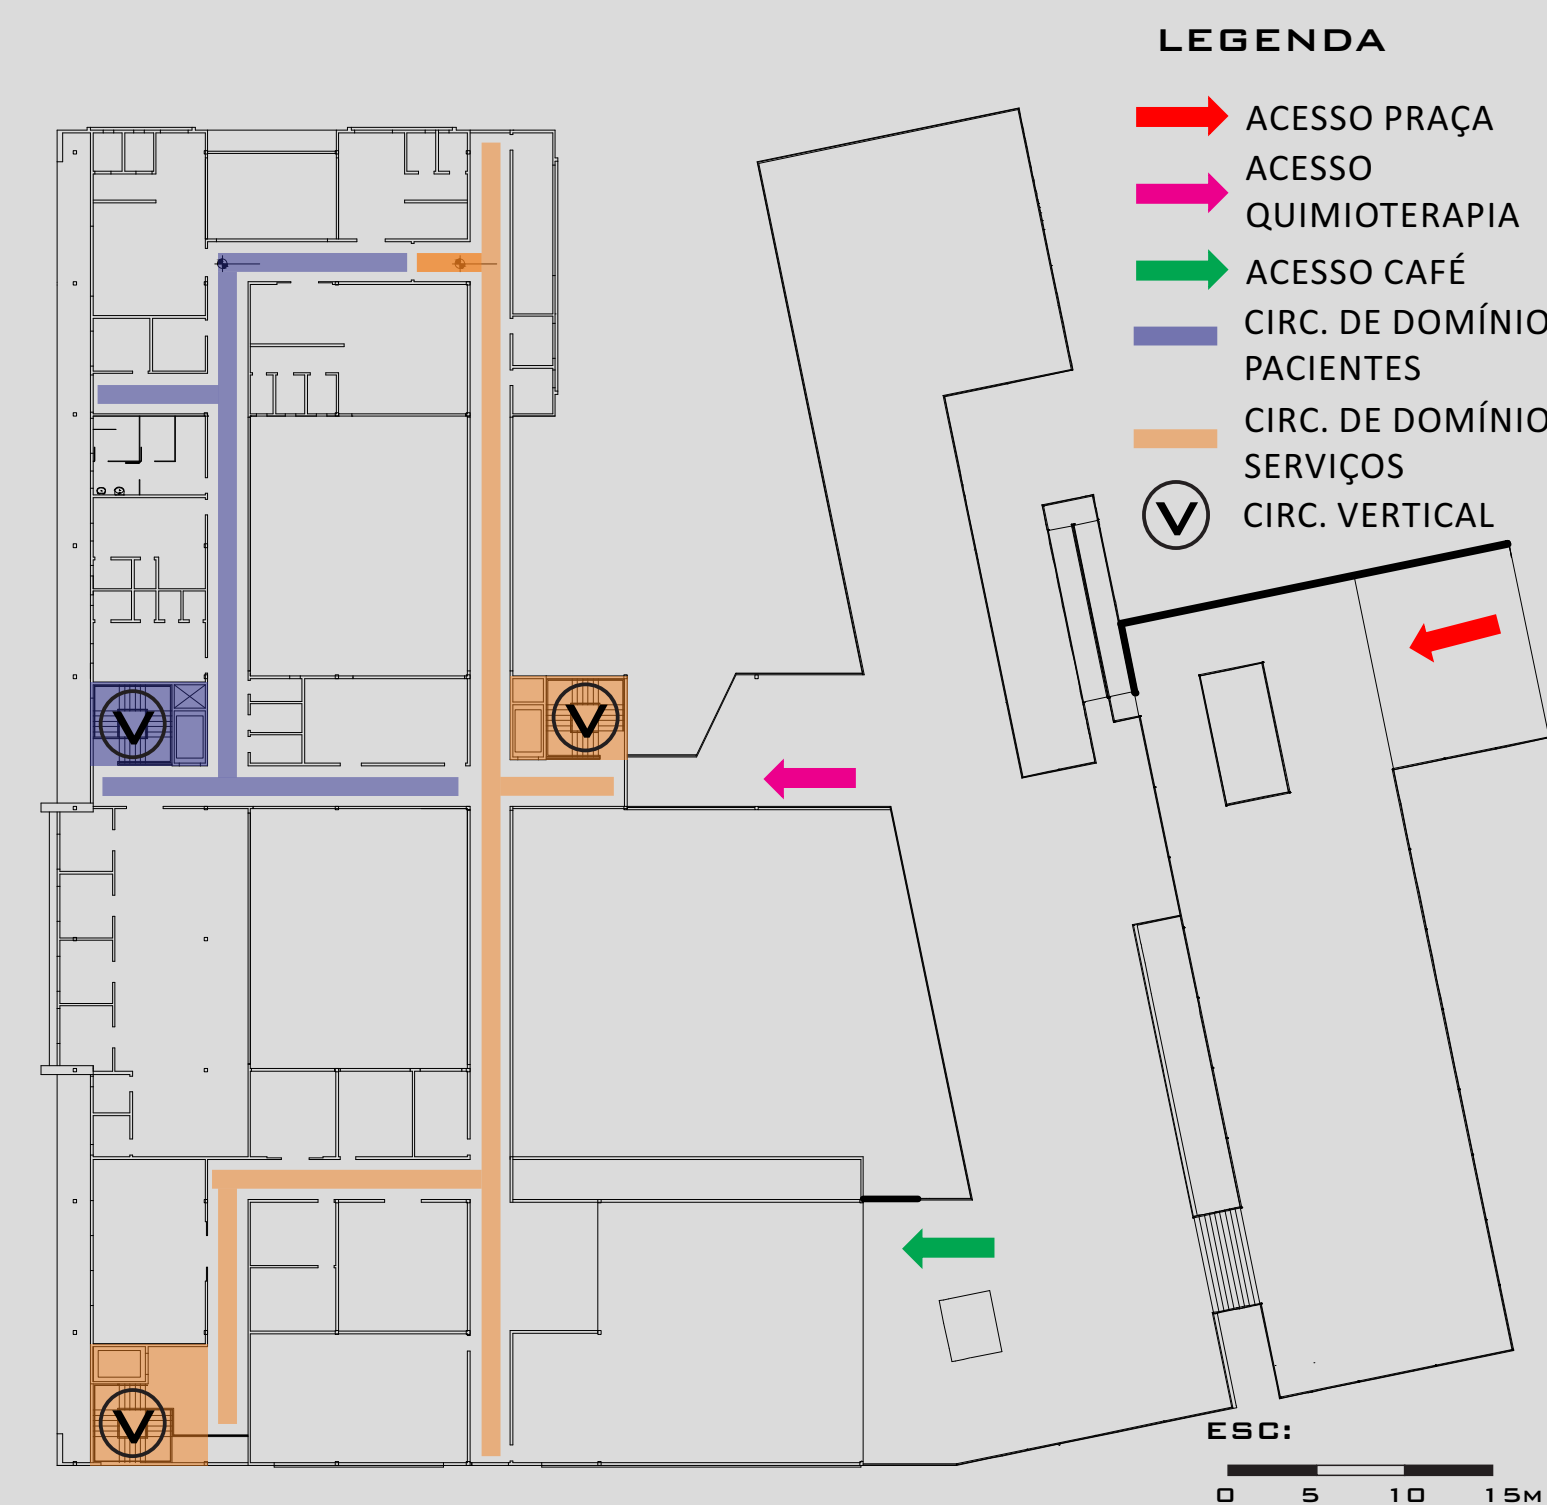 LEGENDA
ACESSO PRAÇA
ACESSO
QUIMIOTERAPIA
ACESSO CAFÉ
CIRC. DE DOMÍNIO
PACIENTES
CIRC. DE DOMÍNIO
SERVIÇOS
V CIRC. VERTICAL
V
V
V
ESC:
0 5 10 15M